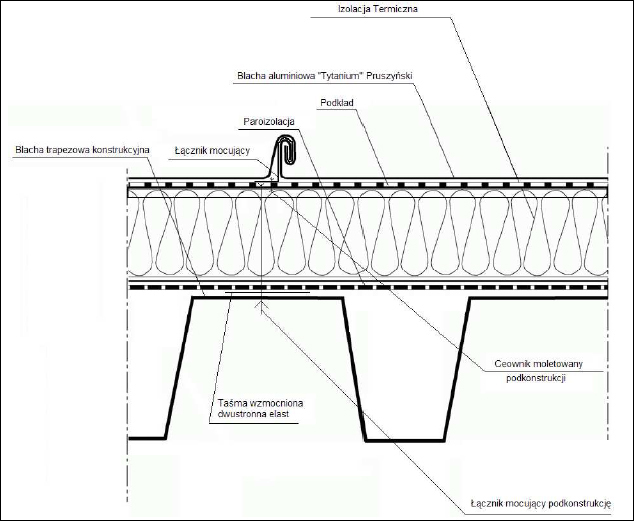 Izolacja Termiczna
Blacha aluminiowa "Tytanium" Pruszyński
Podkład
Paroizolacja
Blacha trapezowa konstrukcyjna
Łącznik mocujący
Ceownik moletowany
podkonstrukcji
Taśma wzmocniona
dwustronna elast
Łącznik mocujący podkonstrukcję